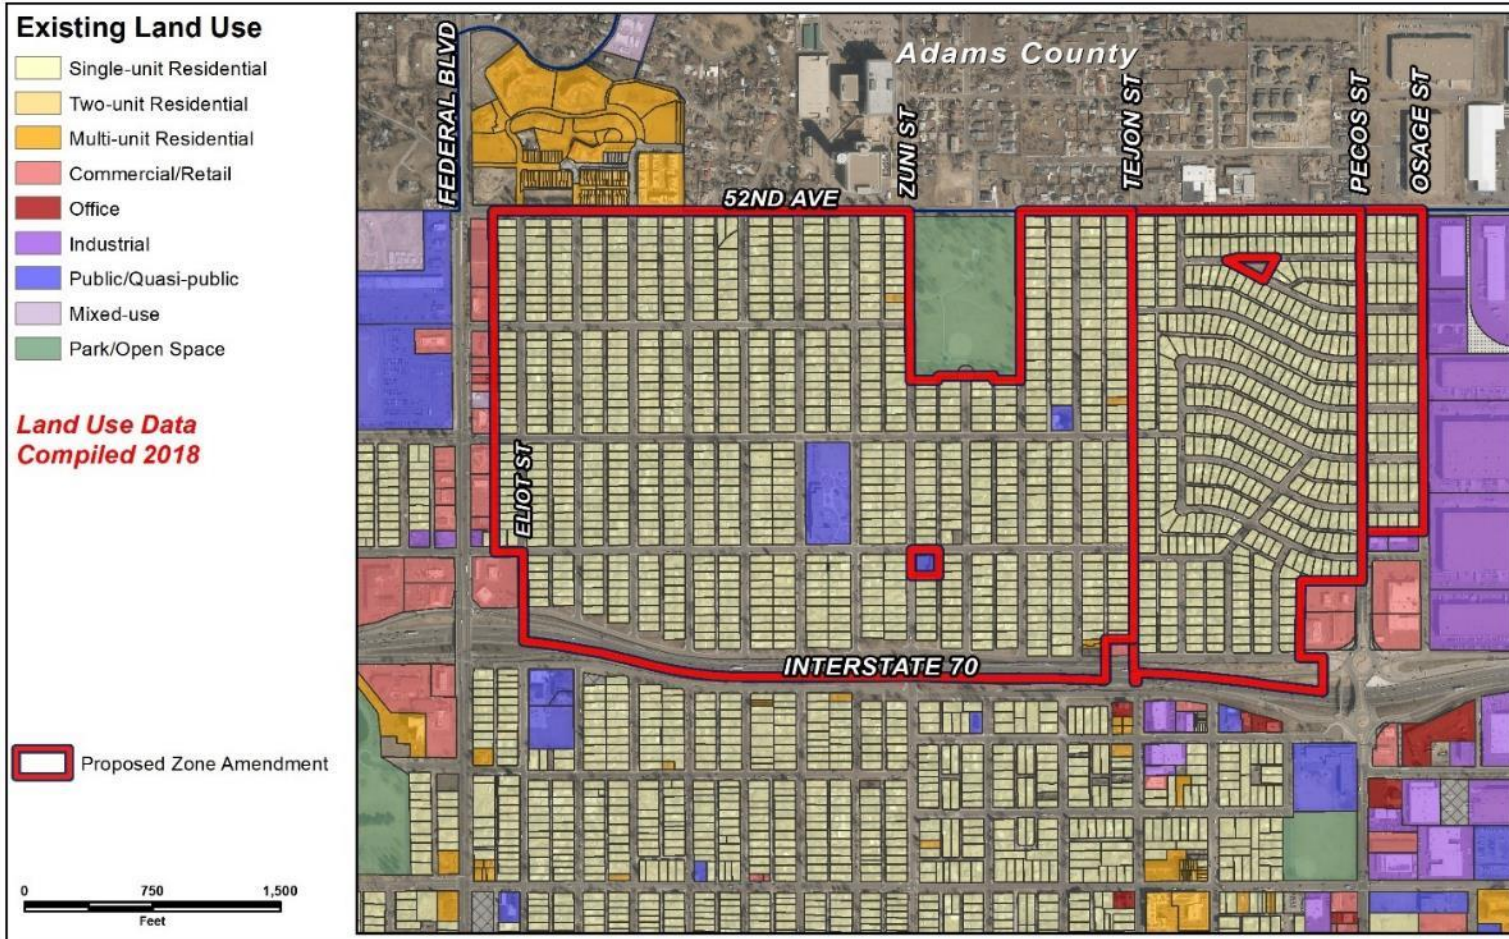 Existing Land Use
Single-unit Residential
Two-unit Residential
Multi-unit Residential
Commercial/Retail
Office
Industrial
Public/Quasi-public
Mixed-use
Park/Open Space
Land Use Data
Compiled 2018
Proposed Zone Amendment
0 750 1,500
Feet
Adams County
FEDERAL BLVD
ZUNI ST
TEJON ST
PECOS ST
OSAGE ST
52ND AVE
ELIOT ST
INTERSTATE 70